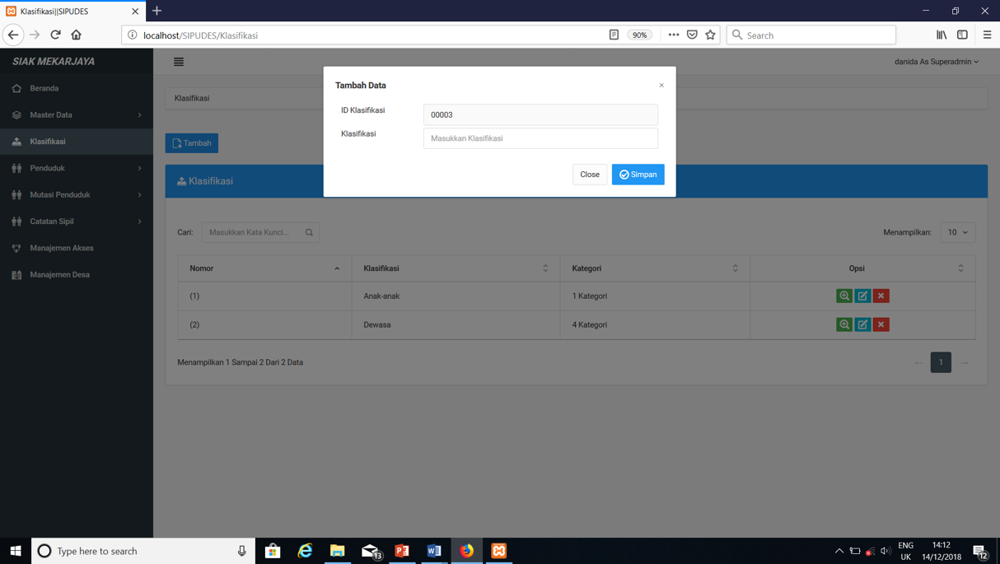 Klasifikasi||SIPUDES
localhost/SIPUDES/Klasifikasi
90%
Search
SIAK MEKARJAYA
danida As Superadmin
Beranda
Master Data
Klasifikasi
Penduduk
Mutasi Penduduk
Catatan Sipil
Manajemen Akses
Manajemen Desa
Klasifikasi
Tambah
Klasifikasi
Tambah Data
×
ID Klasifikasi
00003
Klasifikasi
Masukkan Klasifikasi
Close
Simpan
Cari:
Masukkan Kata Kunci...
Menampilkan:
10
Nomor Klasifikasi Kategori Opsi
(1) Anak-anak 1 Kategori
(2) Dewasa 4 Kategori
Menampilkan 1 Sampai 2 Dari 2 Data
← 1 →
Type here to search
13
ENG
UK
14:12
14/12/2018
12